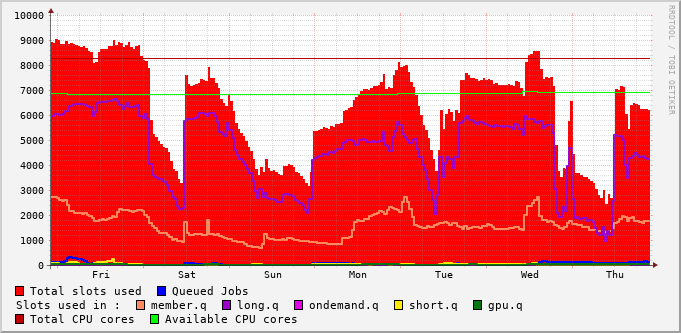 RRDTOOL / TOBI OETIKER
10000
9000
8000
7000
6000
5000
4000
3000
2000
1000
0
Fri Sat Sun Mon Tue Wed Thu
Total slots used Queued Jobs
Slots used in : member.q long.q ondemand.q short.q gpu.q
Total CPU cores Available CPU cores